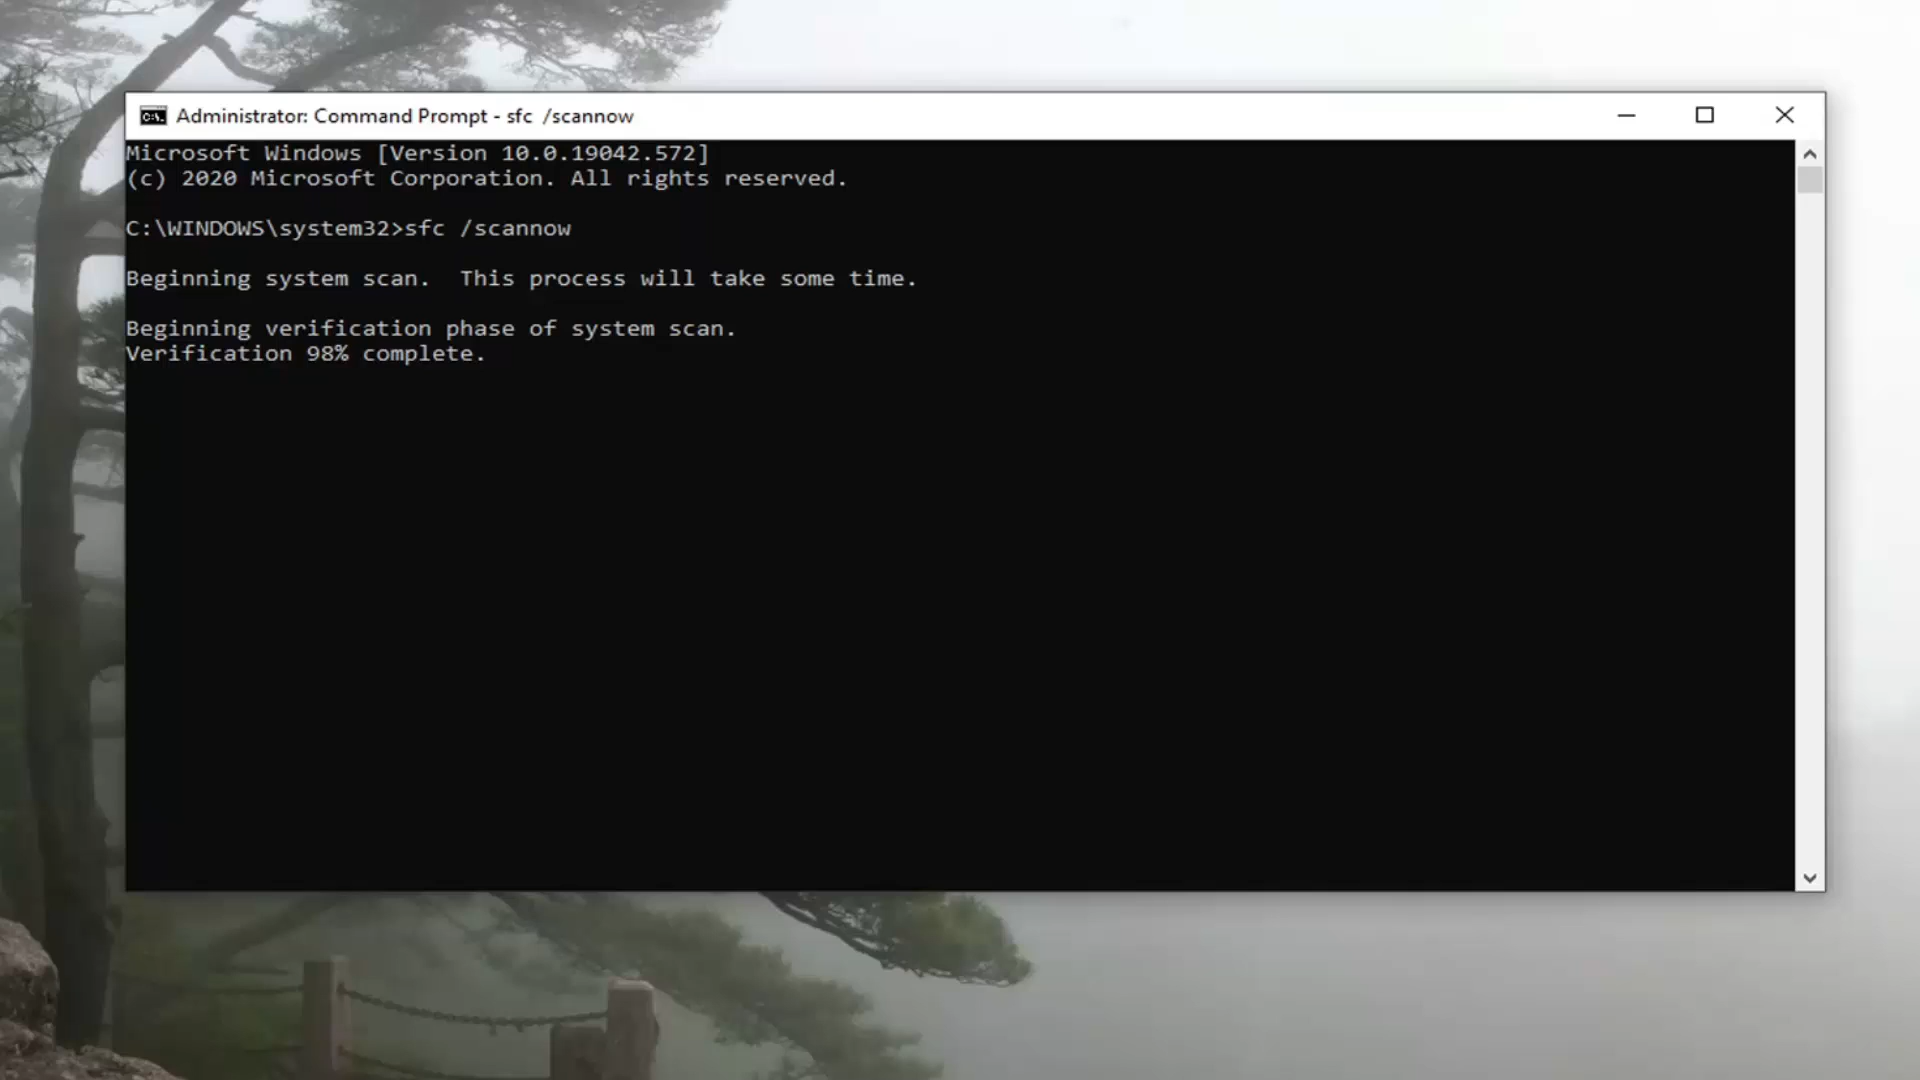 Administrator: Command Prompt - sfc  /scannow
Microsoft Windows [Version 10.0.19042.572]
(c) 2020 Microsoft Corporation. All rights reserved.
C:\WINDOWS\system32>sfc /scannow
Beginning system scan.  This process will take some time.
Beginning verification phase of system scan.
Verification 98% complete.